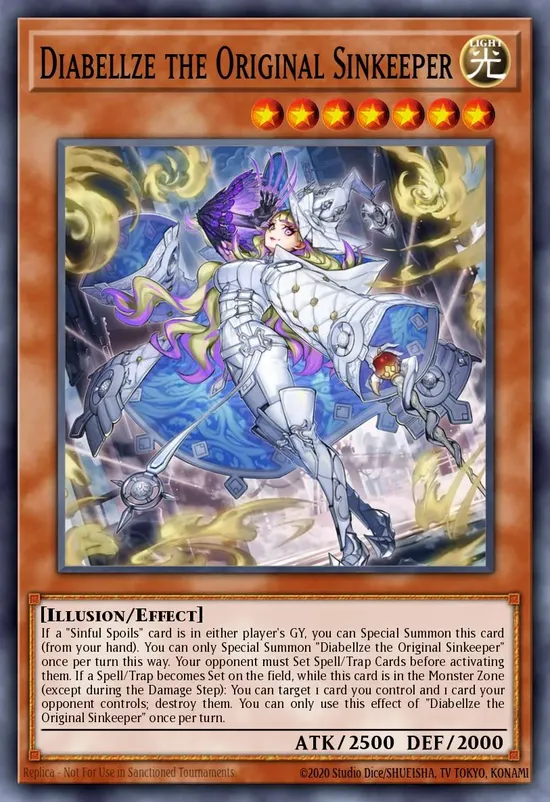 DIABELLZE THE ORIGINAL SINKEEPER
LIGHT
光
[ILLUSION/EFFECT]
If a "Sinful Spoils" card is in either player's GY, you can Special Summon this card
(from your hand). You can only Special Summon "Diabellze the Original Sinkeeper"
once per turn this way. Your opponent must Set Spell/Trap Cards before activating
them. If a Spell/Trap becomes Set on the field, while this card is in the Monster Zone
(except during the Damage Step): You can target 1 card you control and 1 card your
opponent controls; destroy them. You can only use this effect of "Diabellze the
Original Sinkeeper" once per turn.
ATK/2500 DEF/2000
Replica - Not For Use in Sanctioned Tournaments
©2020 Studio Dice/SHUEISHA, TV TOKYO, KONAMI